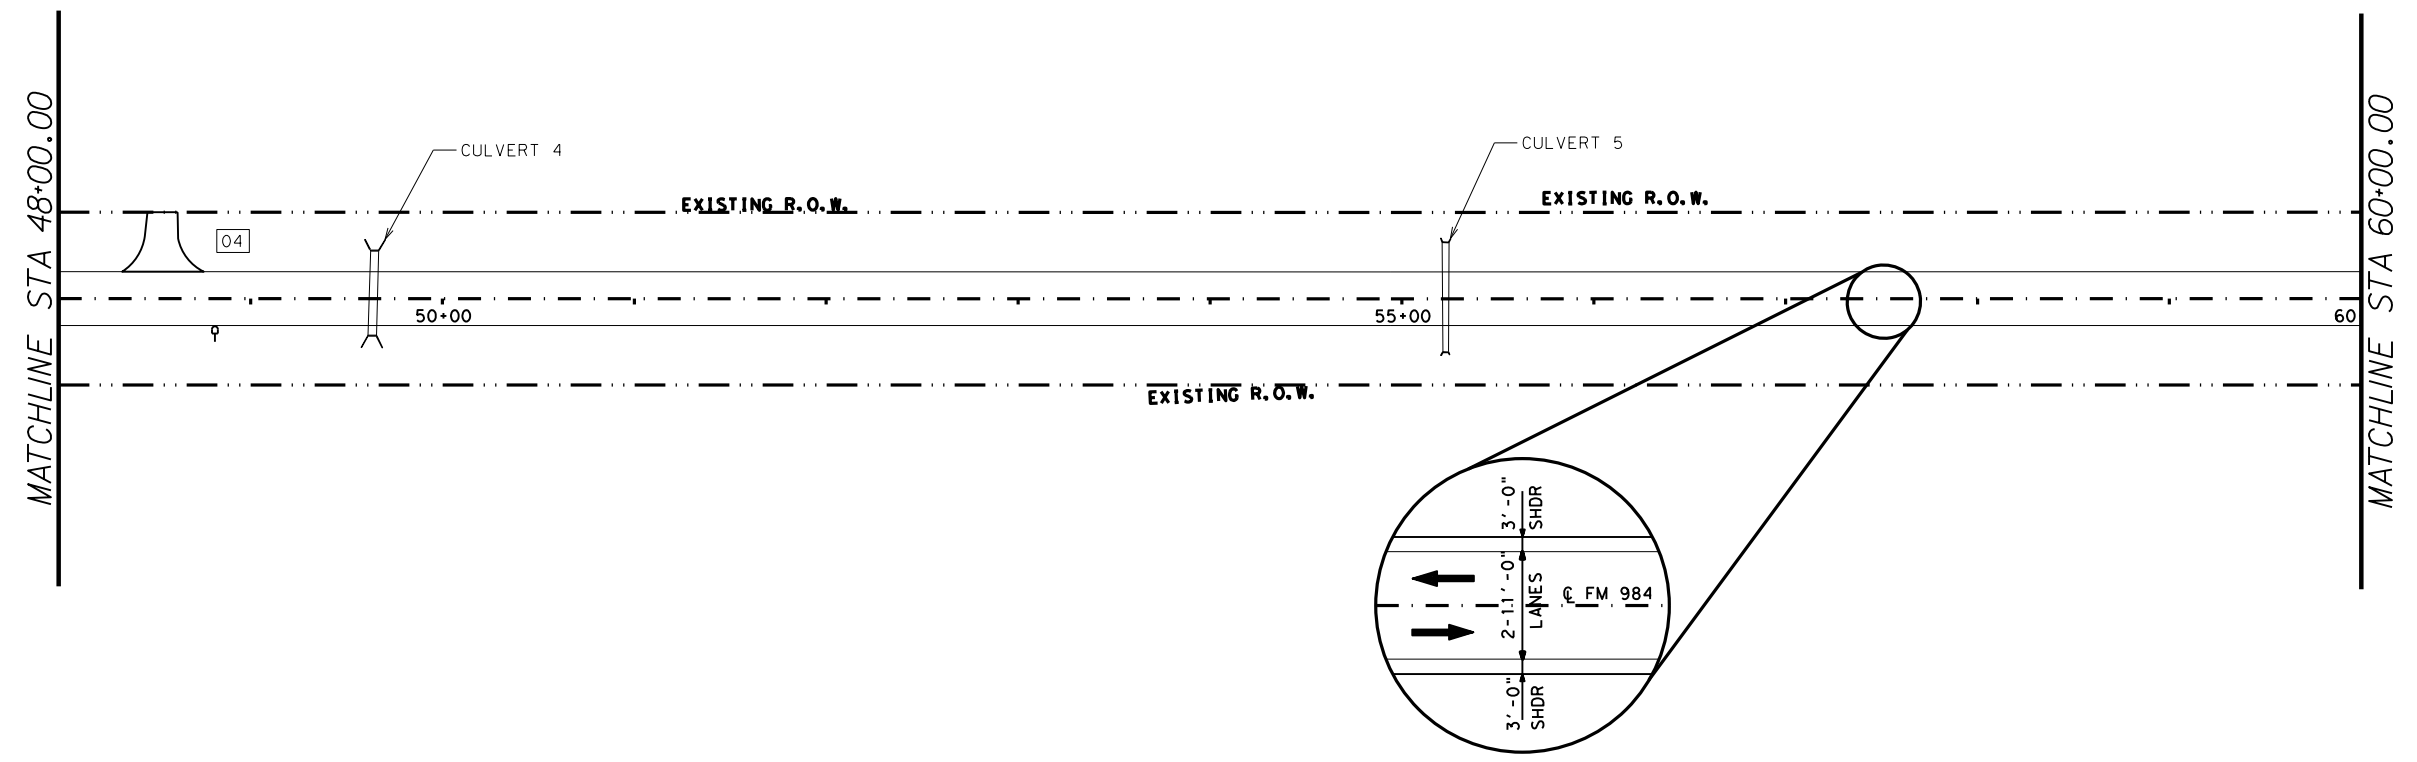 MATCHLINE STA 48+00.00
CULVERT 4
CULVERT 5
EXISTING R.O.W.
EXISTING R.O.W.
04
50+00
55+00
60
EXISTING R.O.W.
3'-0"
SHDR
2-11'-0"
LANES
℄ FM 984
3'-0"
SHDR
MATCHLINE STA 60+00.00